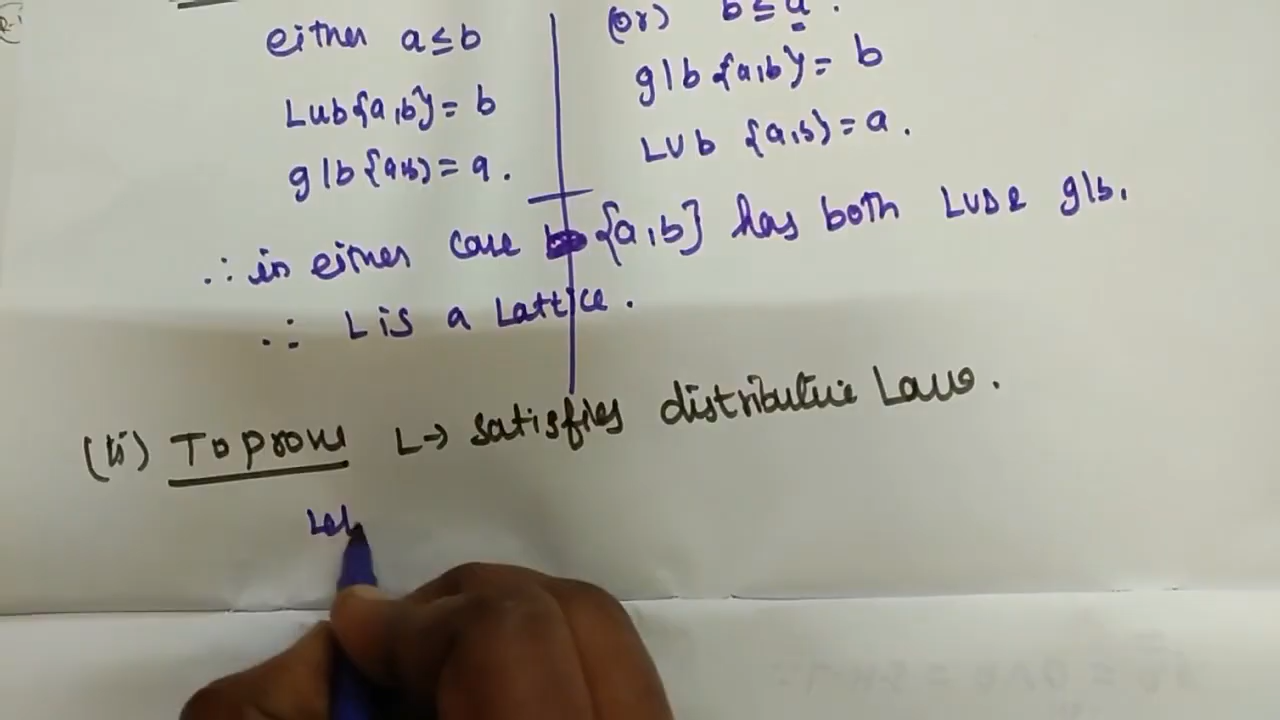 either a ≤ b
Lub{a,b} = b
glb{a,b} = a.
(or) b ≤ a.
glb {a,b} = b
LUb {a,b} = a.
∴ in either case {a,b} has both LUB & glb.
∴ L is a Lattice.
(ii) To prove L → satisfies distributive Laws.
Let